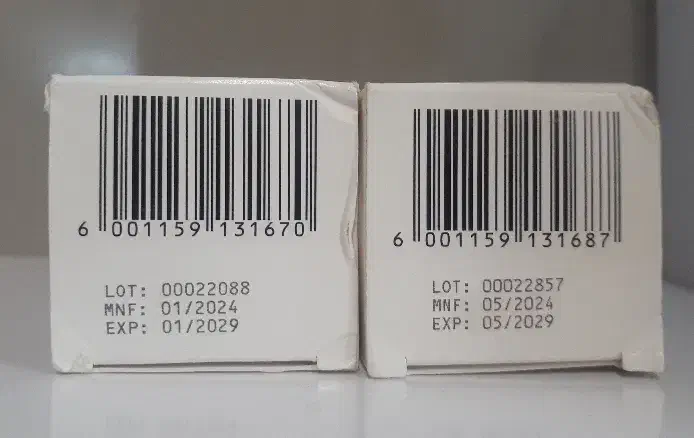 6 001159 131670
LOT: 00022088
MNF: 01/2024
EXP: 01/2029
6 001159 131687
LOT: 00022857
MNF: 05/2024
EXP: 05/2029